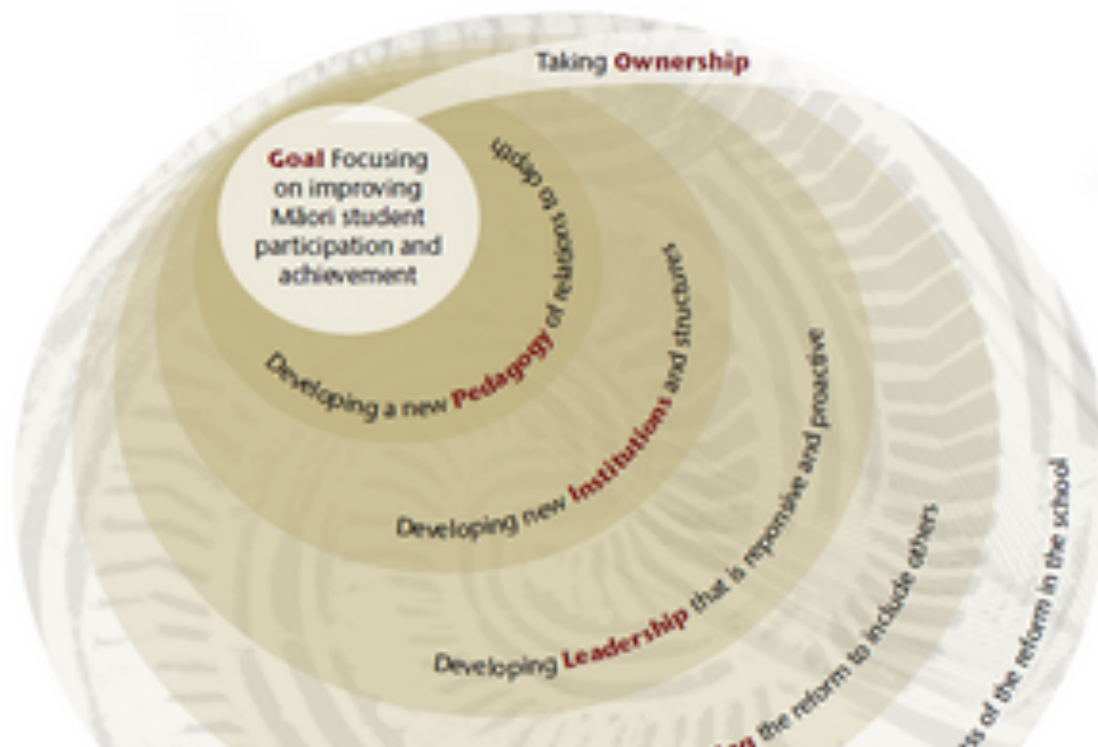 Taking Ownership
Goal Focusing
on improving
Māori student
participation and
achievement
Developing a new Pedagogy of relations to depth
Developing new Institutions and structures
Developing Leadership that is reponsive and proactive
the reform to include others
of the reform in the school